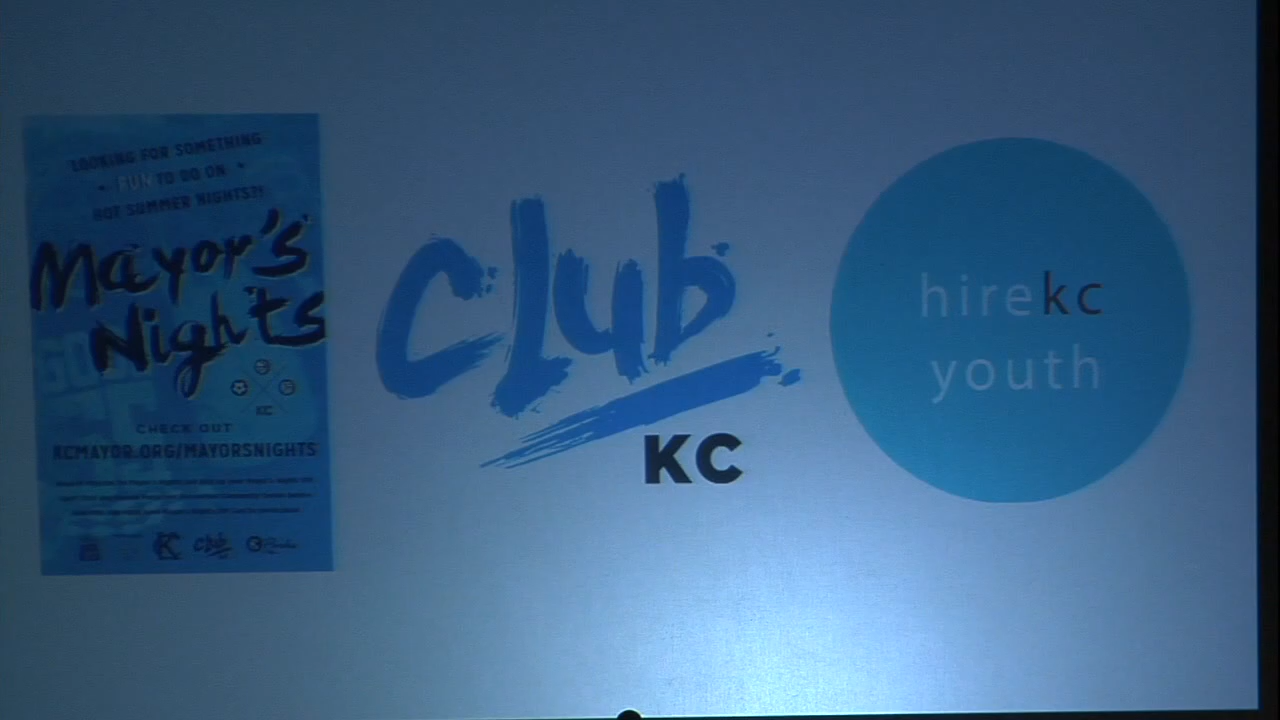 LOOKING FOR SOMETHING
FUN TO DO ON
HOT SUMMER NIGHTS?!
Mayor's
Nights
KC
CHECK OUT
KCMAYOR.ORG/MAYORSNIGHTS
KC
Club
Club
KC
hirekc
youth